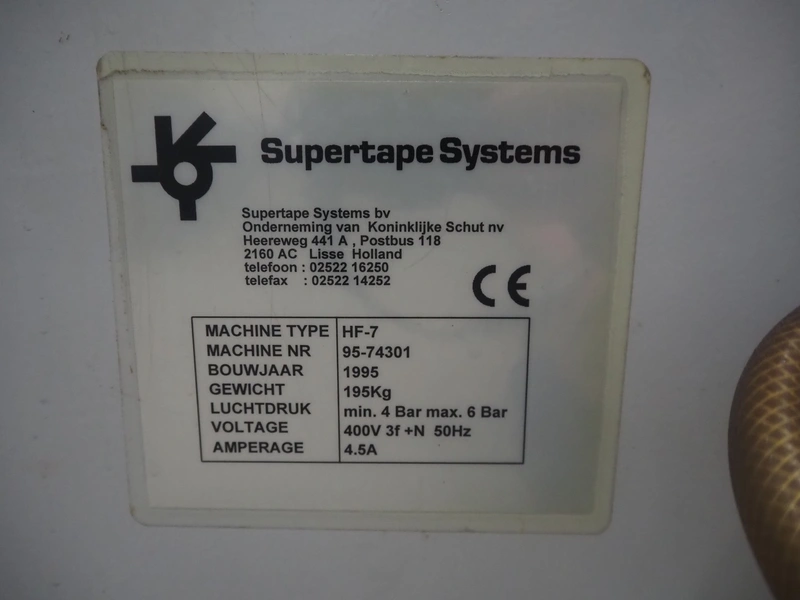 Supertape Systems
Supertape Systems bv
Onderneming van Koninklijke Schut nv
Heereweg 441 A , Postbus 118
2160 AC Lisse Holland
telefoon : 02522 16250
telefax : 02522 14252
CE
MACHINE TYPE HF-7
MACHINE NR 95-74301
BOUWJAAR 1995
GEWICHT 195Kg
LUCHTDRUK min. 4 Bar max. 6 Bar
VOLTAGE 400V 3f +N 50Hz
AMPERAGE 4.5A